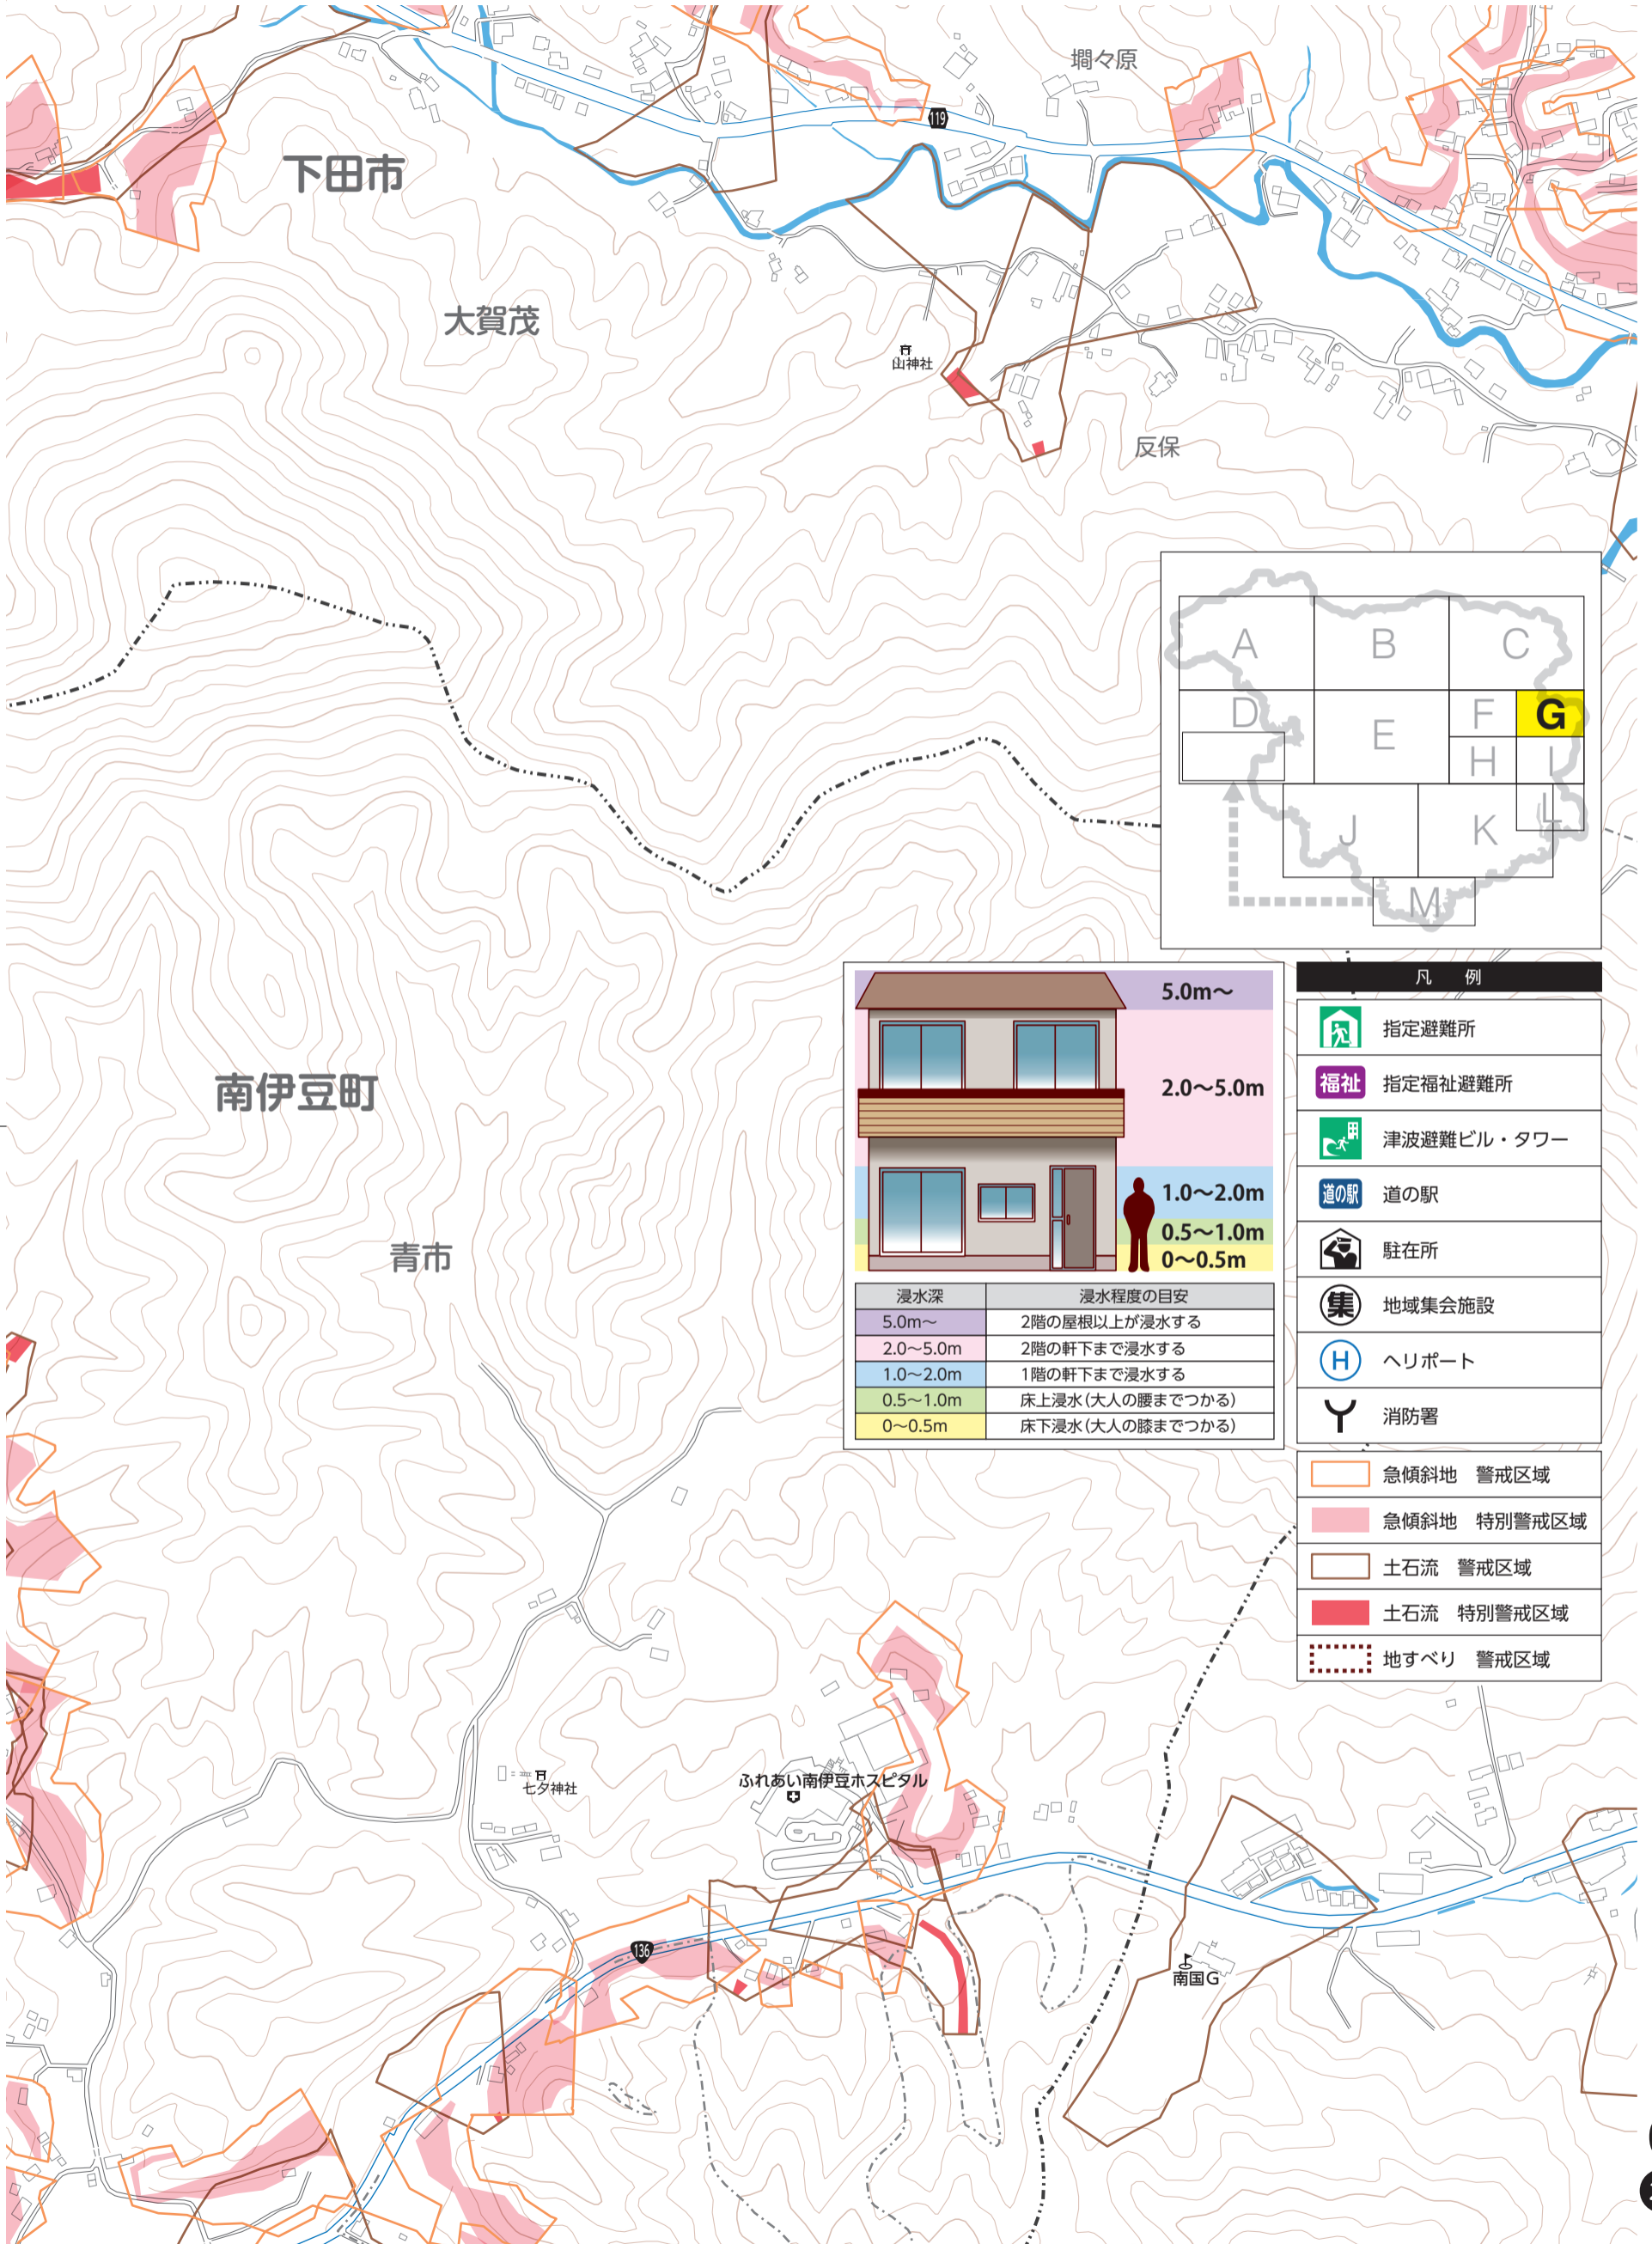 壒々原
119
下田市
大賀茂
山神社
反保
A
B
C
D
E
F
G
H
I
J
K
L
M
南伊豆町
青市
5.0m～
2.0～5.0m
1.0～2.0m
0.5～1.0m
0～0.5m
浸水深 浸水程度の目安
5.0m～ 2階の屋根以上が浸水する
2.0～5.0m 2階の軒下まで浸水する
1.0～2.0m 1階の軒下まで浸水する
0.5～1.0m 床上浸水(大人の腰までつかる)
0～0.5m 床下浸水(大人の膝までつかる)
凡 例
指定避難所
福祉 指定福祉避難所
津波避難ビル・タワー
道の駅 道の駅
駐在所
集 地域集会施設
H ヘリポート
消防署
急傾斜地 警戒区域
急傾斜地 特別警戒区域
土石流 警戒区域
土石流 特別警戒区域
地すべり 警戒区域
七夕神社
ふれあい南伊豆ホスピタル
136
南国G